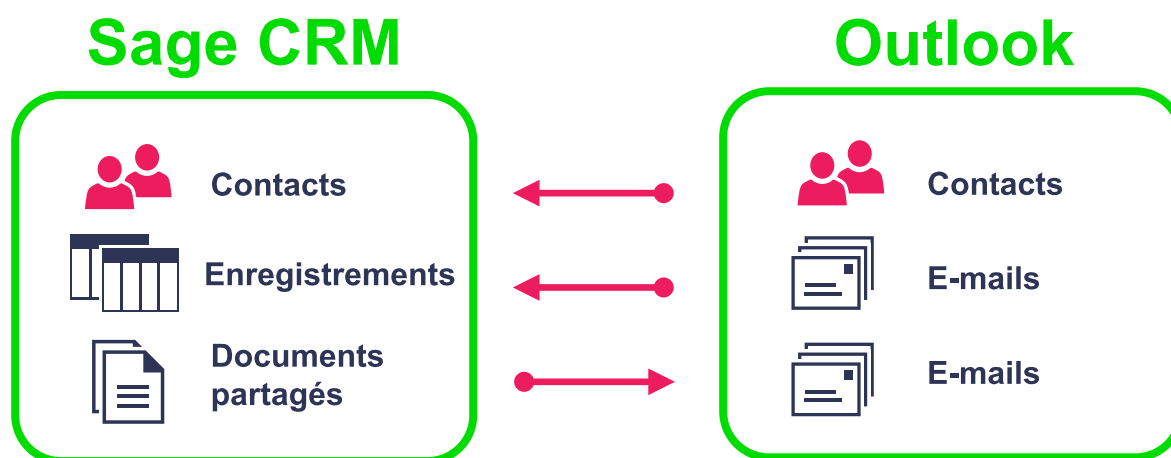 Sage CRM
Outlook
Contacts
Contacts
Enregistrements
E-mails
Documents
partagés
E-mails